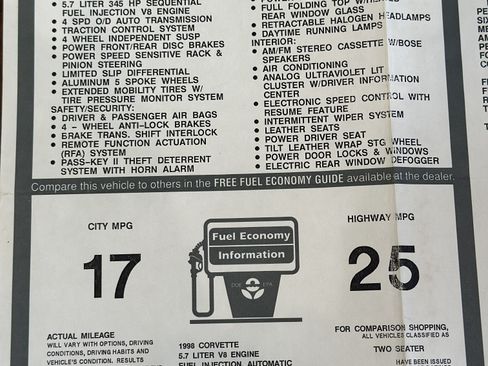 • 5.7 LITER 345 HP SEQUENTIAL
FUEL INJECTION V8 ENGINE
• 4 SPD O/D AUTO TRANSMISSION
• TRACTION CONTROL SYSTEM
• 4 WHEEL INDEPENDENT SUSP
• POWER FRONT/REAR DISC BRAKES
• POWER SPEED SENSITIVE RACK &
PINION STEERING
• LIMITED SLIP DIFFERENTIAL
• ALUMINUM 5 SPOKE WHEELS
• EXTENDED MOBILITY TIRES W/
TIRE PRESSURE MONITOR SYSTEM
SAFETY/SECURITY:
• DRIVER & PASSENGER AIR BAGS
• 4 - WHEEL ANTI-LOCK BRAKES
• BRAKE TRANS. SHIFT INTERLOCK
• REMOTE FUNCTION ACTUATION
(RFA) SYSTEM
• PASS-KEY II THEFT DETERRENT
SYSTEM WITH HORN ALARM
• FULL FOLDING TOP W/HEATED
REAR WINDOW GLASS
• RETRACTABLE HALOGEN HEADLAMPS
• DAYTIME RUNNING LAMPS
INTERIOR:
• AM/FM STEREO CASSETTE W/BOSE
SPEAKERS
• AIR CONDITIONING
• ANALOG ULTRAVIOLET LIT
CLUSTER W/DRIVER INFORMATION
CENTER
• ELECTRONIC SPEED CONTROL WITH
RESUME FEATURE
• INTERMITTENT WIPER SYSTEM
• LEATHER SEATS
• POWER DRIVER SEAT
• TILT LEATHER WRAP STG WHEEL
• POWER DOOR LOCKS & WINDOWS
• ELECTRIC REAR WINDOW DEFOGGER
Compare this vehicle to others in the FREE FUEL ECONOMY GUIDE available at the dealer.
CITY MPG
17
Fuel Economy
Information
DOE EPA
HIGHWAY MPG
25
ACTUAL MILEAGE
WILL VARY WITH OPTIONS, DRIVING
CONDITIONS, DRIVING HABITS AND
VEHICLE'S CONDITION. RESULTS
1998 CORVETTE
5.7 LITER V8 ENGINE
FUEL INJECTION AUTOMATIC
FOR COMPARISON SHOPPING,
ALL VEHICLES CLASSIFIED AS
TWO SEATER
HAVE BEEN ISSUED